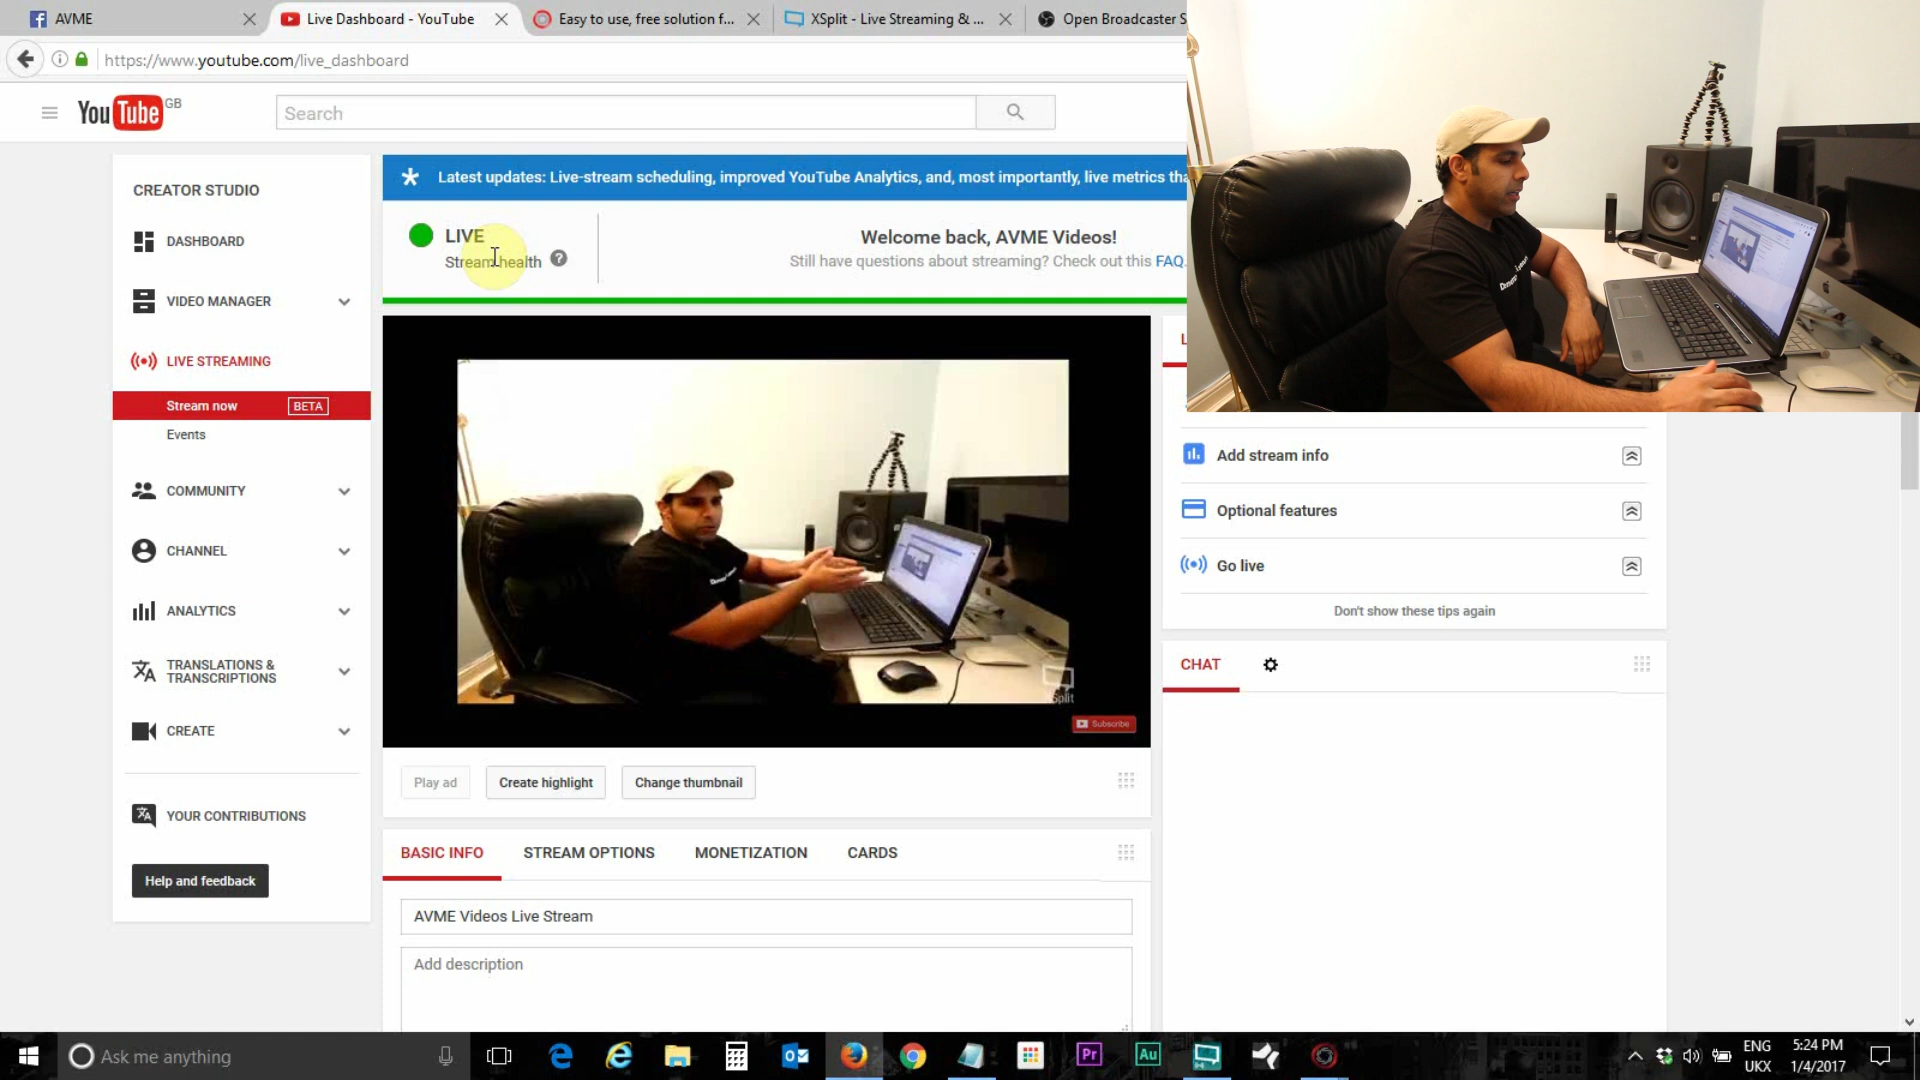 AVME
Live Dashboard - YouTube
Easy to use, free solution f...
XSplit - Live Streaming & ...
Open Broadcaster S
https://www.youtube.com/live_dashboard
YouTube GB
Search
CREATOR STUDIO
DASHBOARD
VIDEO MANAGER
LIVE STREAMING
Stream now BETA
Events
COMMUNITY
CHANNEL
ANALYTICS
TRANSLATIONS &
TRANSCRIPTIONS
CREATE
YOUR CONTRIBUTIONS
Help and feedback
Latest updates: Live-stream scheduling, improved YouTube Analytics, and, most importantly, live metrics tha
LIVE
Stream health ?
Welcome back, AVME Videos!
Still have questions about streaming? Check out this FAQ.
Subscribe
Play ad
Create highlight
Change thumbnail
BASIC INFO
STREAM OPTIONS
MONETIZATION
CARDS
AVME Videos Live Stream
Add description
Add stream info
Optional features
Go live
Don't show these tips again
CHAT
Ask me anything
Pr
Au
ENG
UKX
5:24 PM
1/4/2017